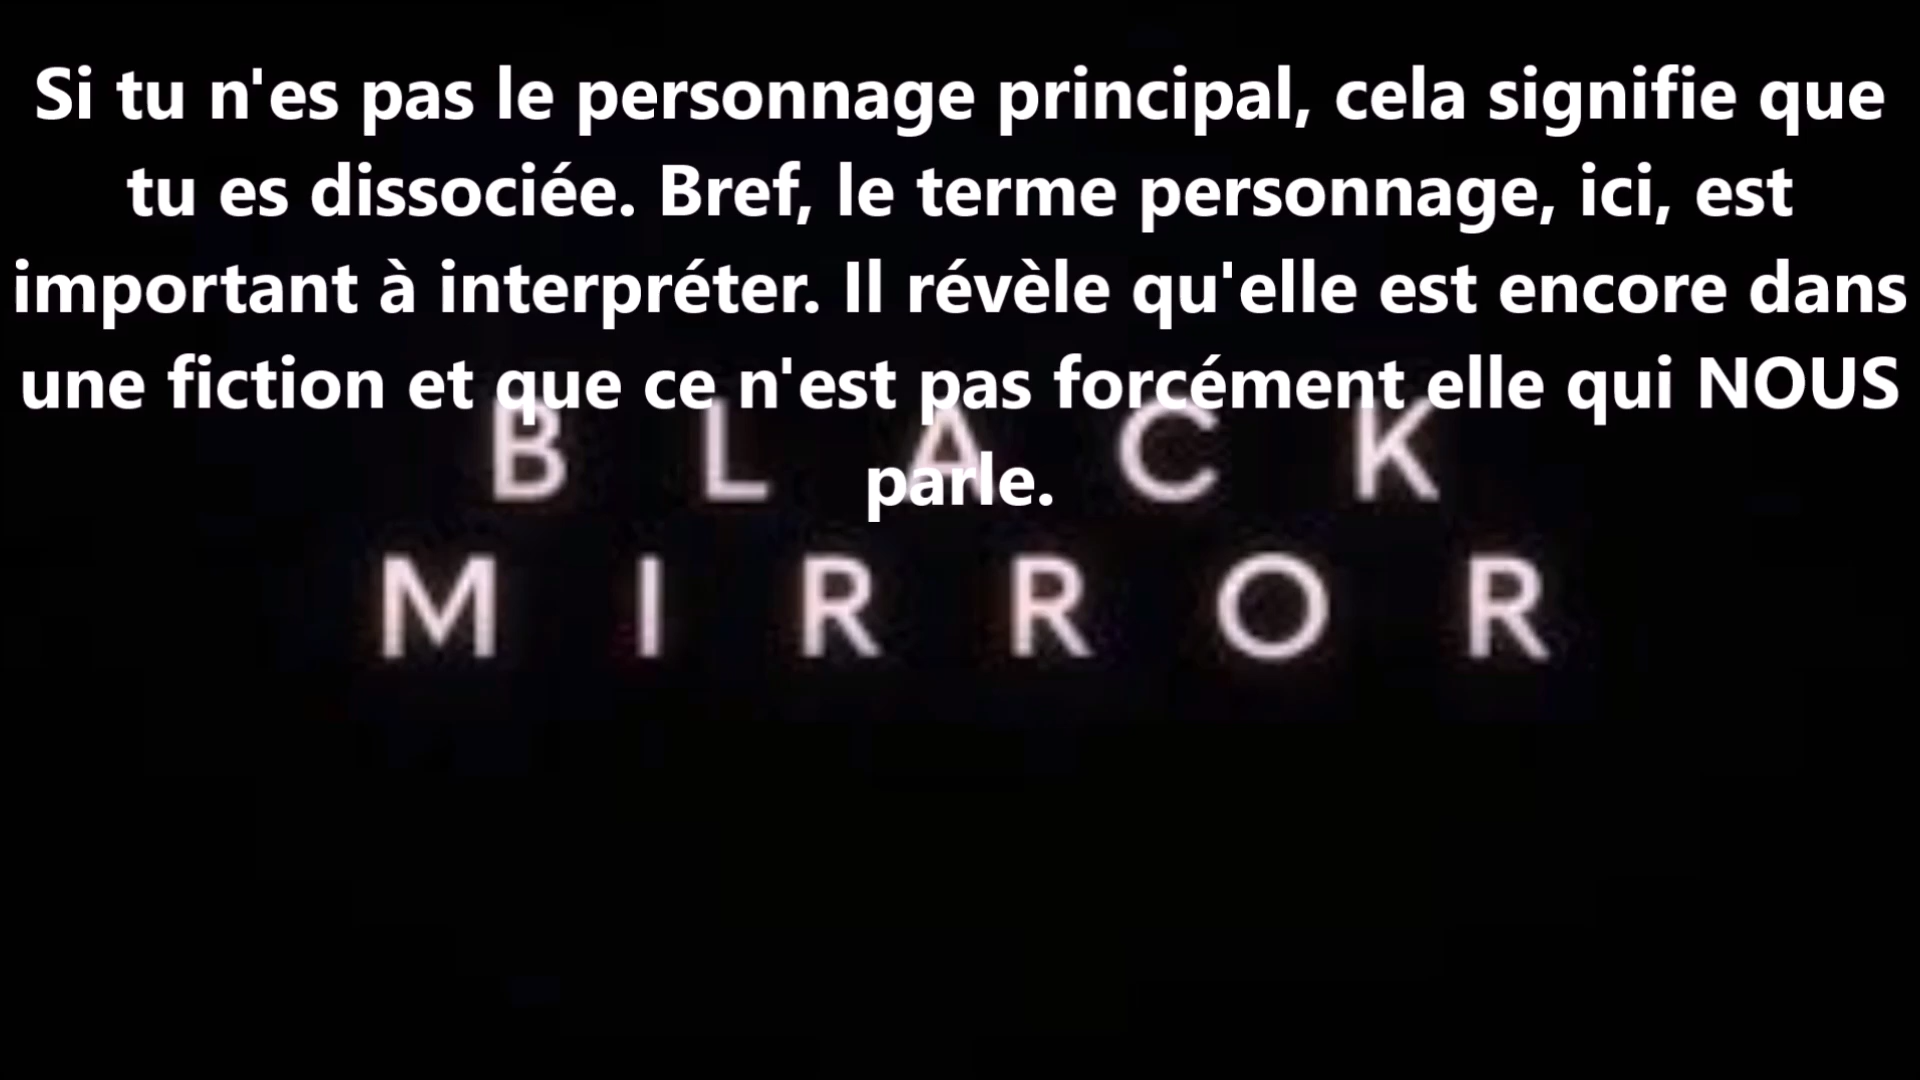 Si tu n'es pas le personnage principal, cela signifie que
tu es dissociée. Bref, le terme personnage, ici, est
important à interpréter. Il révèle qu'elle est encore dans
une fiction et que ce n'est pas forcément elle qui NOUS
parle.
BLACK
MIRROR